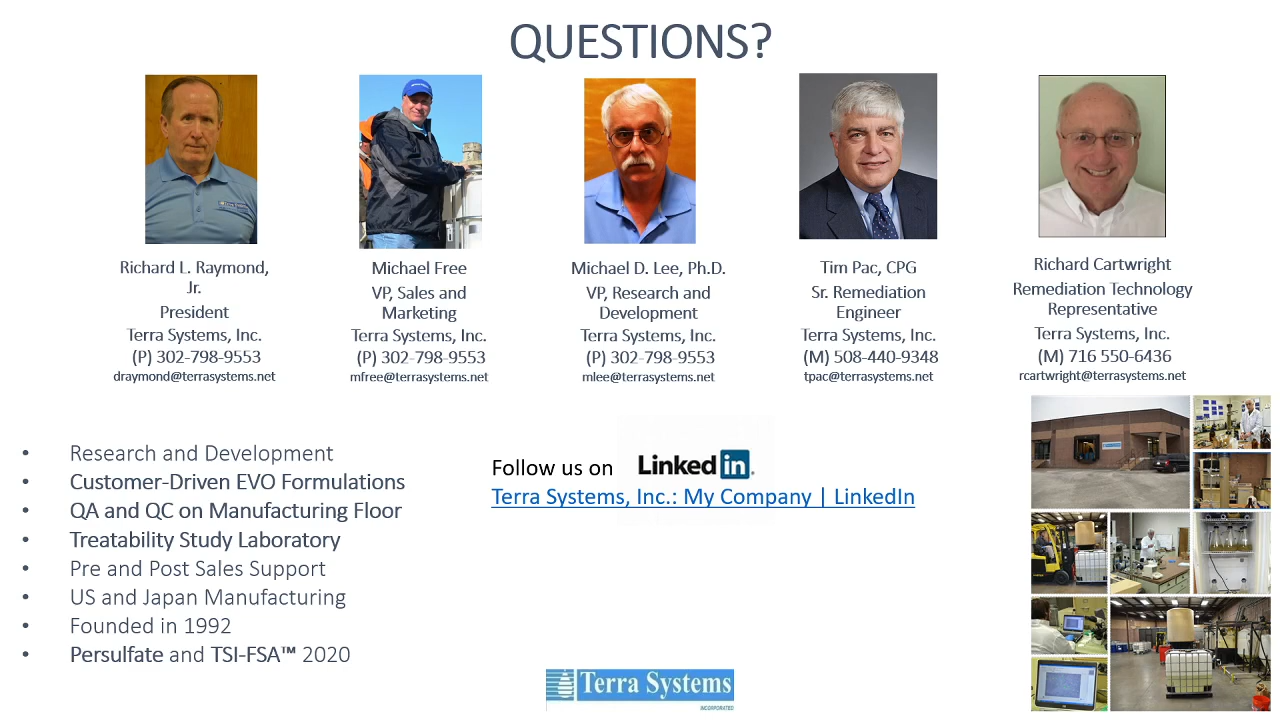 QUESTIONS?
Richard L. Raymond,
Jr.
President
Terra Systems, Inc.
(P) 302-798-9553
draymond@terrasystems.net
Michael Free
VP, Sales and
Marketing
Terra Systems, Inc.
(P) 302-798-9553
mfree@terrasystems.net
Michael D. Lee, Ph.D.
VP, Research and
Development
Terra Systems, Inc.
(P) 302-798-9553
mlee@terrasystems.net
Tim Pac, CPG
Sr. Remediation
Engineer
Terra Systems, Inc.
(M) 508-440-9348
tpac@terrasystems.net
Richard Cartwright
Remediation Technology
Representative
Terra Systems, Inc.
(M) 716 550-6436
rcartwright@terrasystems.net
• Research and Development
• Customer-Driven EVO Formulations
• QA and QC on Manufacturing Floor
• Treatability Study Laboratory
• Pre and Post Sales Support
• US and Japan Manufacturing
• Founded in 1992
• Persulfate and TSI-FSA™ 2020
Follow us on LinkedIn.
Terra Systems, Inc.: My Company | LinkedIn
Terra Systems
INCORPORATED